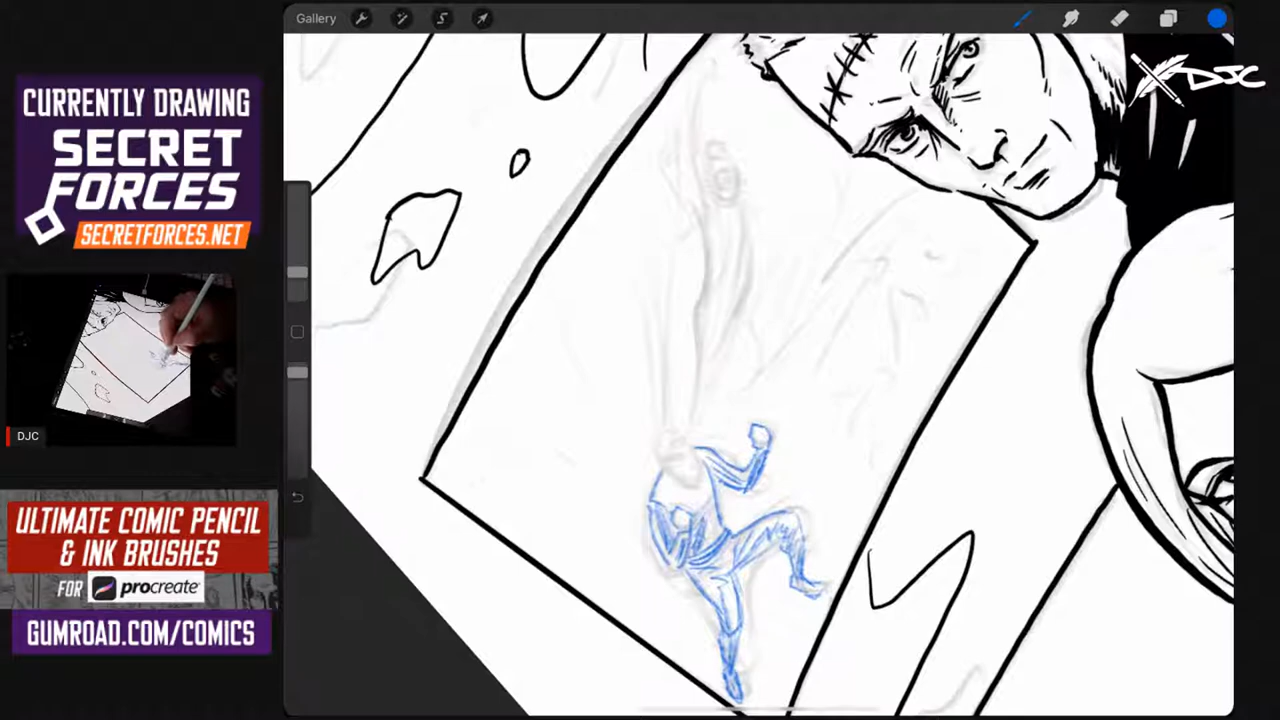 Gallery
DJC
CURRENTLY DRAWING
SECRET
FORCES
SECRETFORCES.NET
DJC
ULTIMATE COMIC PENCIL
& INK BRUSHES
FOR procreate
GUMROAD.COM/COMICS